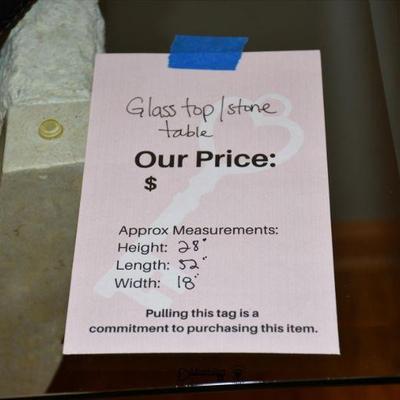 Glass top/stone
table
Our Price:
$
Approx Measurements:
Height: 28"
Length: 52"
Width: 18"
Pulling this tag is a
commitment to purchasing this item.